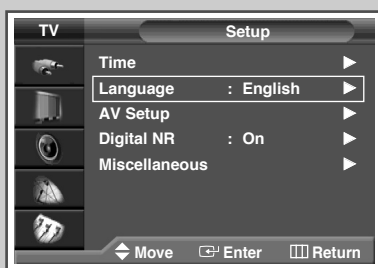 TV Setup
Time
Language : English
AV Setup
Digital NR : On
Miscellaneous
Move Enter Return